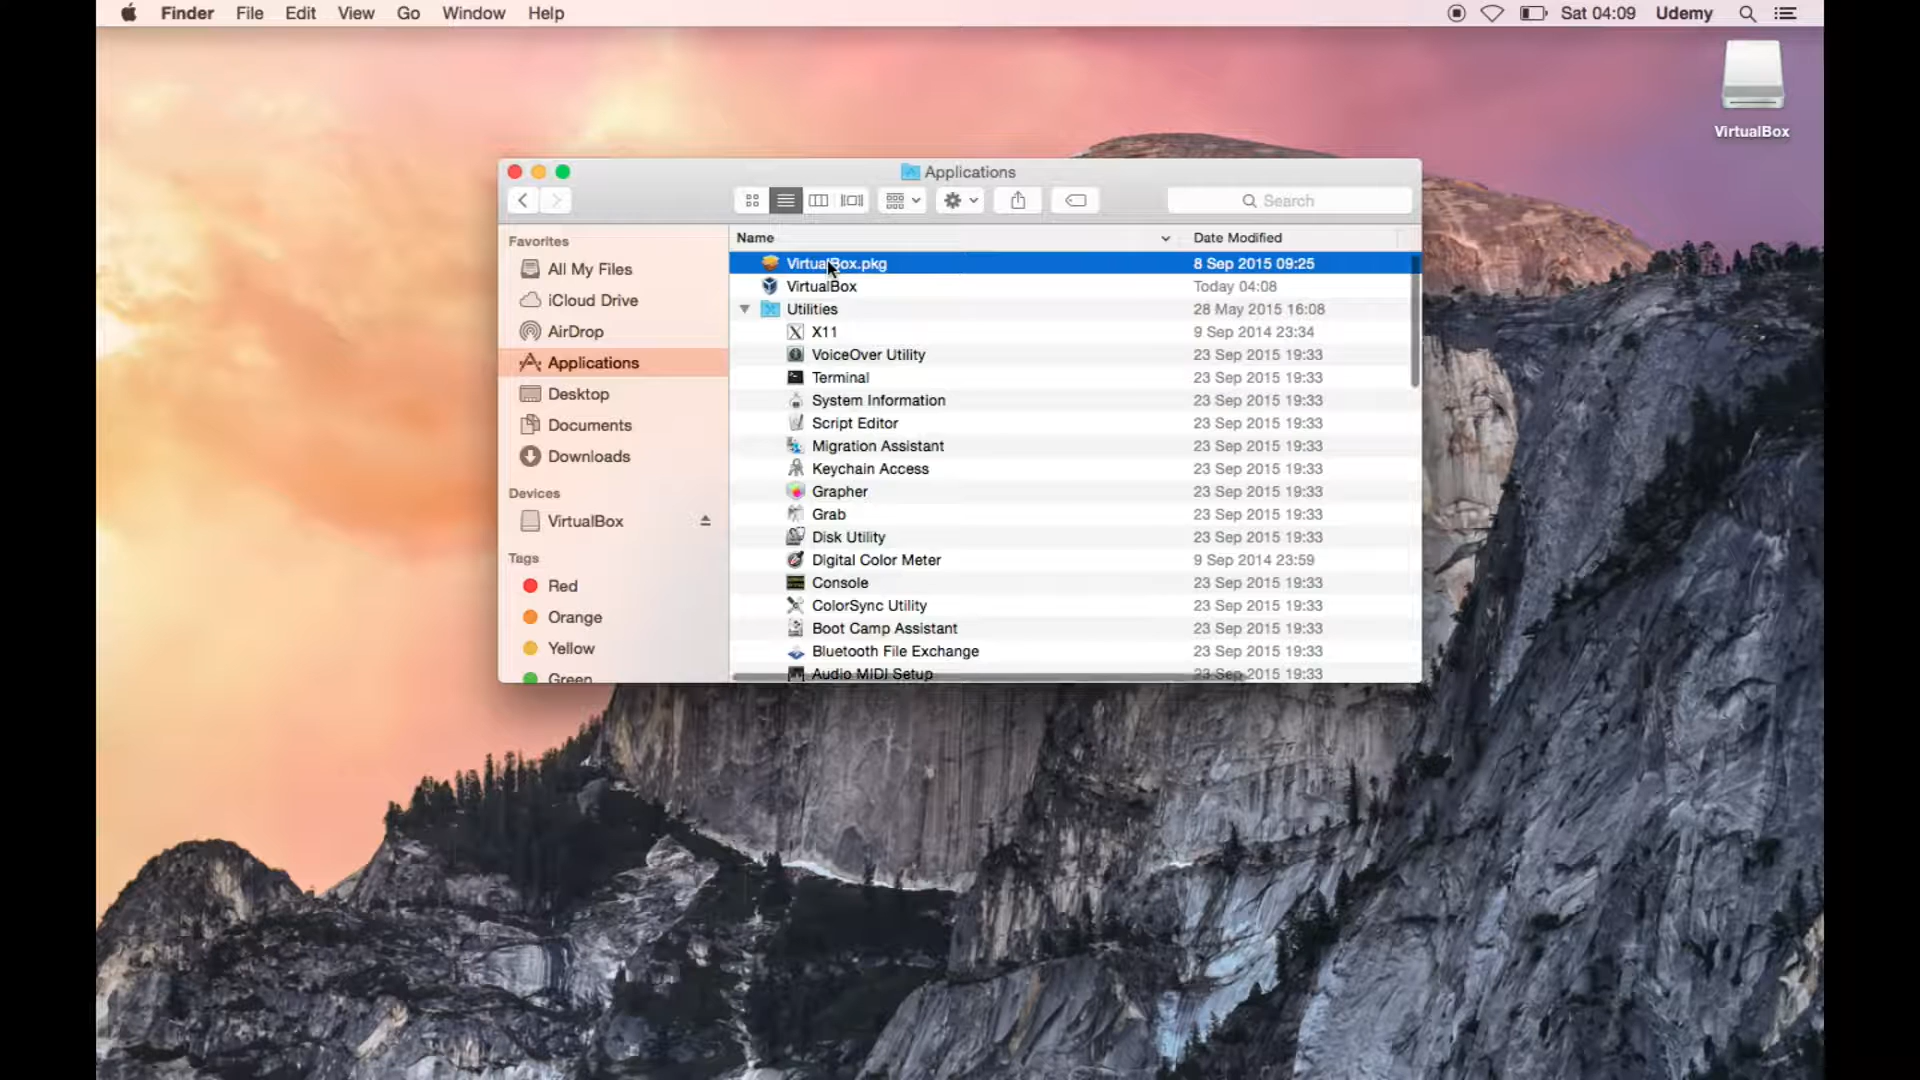 Finder File Edit View Go Window Help Sat 04:09 Udemy
VirtualBox
Applications
Search
Favorites
All My Files
iCloud Drive
AirDrop
Applications
Desktop
Documents
Downloads
Devices
VirtualBox
Tags
Red
Orange
Yellow
Green
Name Date Modified
VirtualBox.pkg 8 Sep 2015 09:25
VirtualBox Today 04:08
Utilities 28 May 2015 16:08
X11 9 Sep 2014 23:34
VoiceOver Utility 23 Sep 2015 19:33
Terminal 23 Sep 2015 19:33
System Information 23 Sep 2015 19:33
Script Editor 23 Sep 2015 19:33
Migration Assistant 23 Sep 2015 19:33
Keychain Access 23 Sep 2015 19:33
Grapher 23 Sep 2015 19:33
Grab 23 Sep 2015 19:33
Disk Utility 23 Sep 2015 19:33
Digital Color Meter 9 Sep 2014 23:59
Console 23 Sep 2015 19:33
ColorSync Utility 23 Sep 2015 19:33
Boot Camp Assistant 23 Sep 2015 19:33
Bluetooth File Exchange 23 Sep 2015 19:33
Audio MIDI Setup 23 Sep 2015 19:33